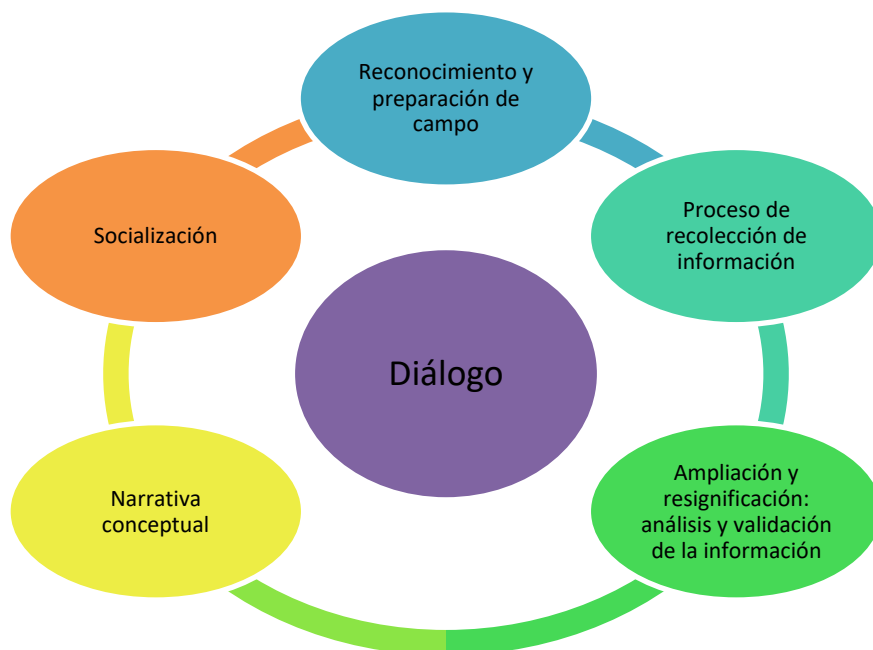 Reconocimiento y
preparación de
campo
Proceso de
recolección de
información
Ampliación y
resignificación:
análisis y validación
de la información
Narrativa
conceptual
Socialización
Diálogo